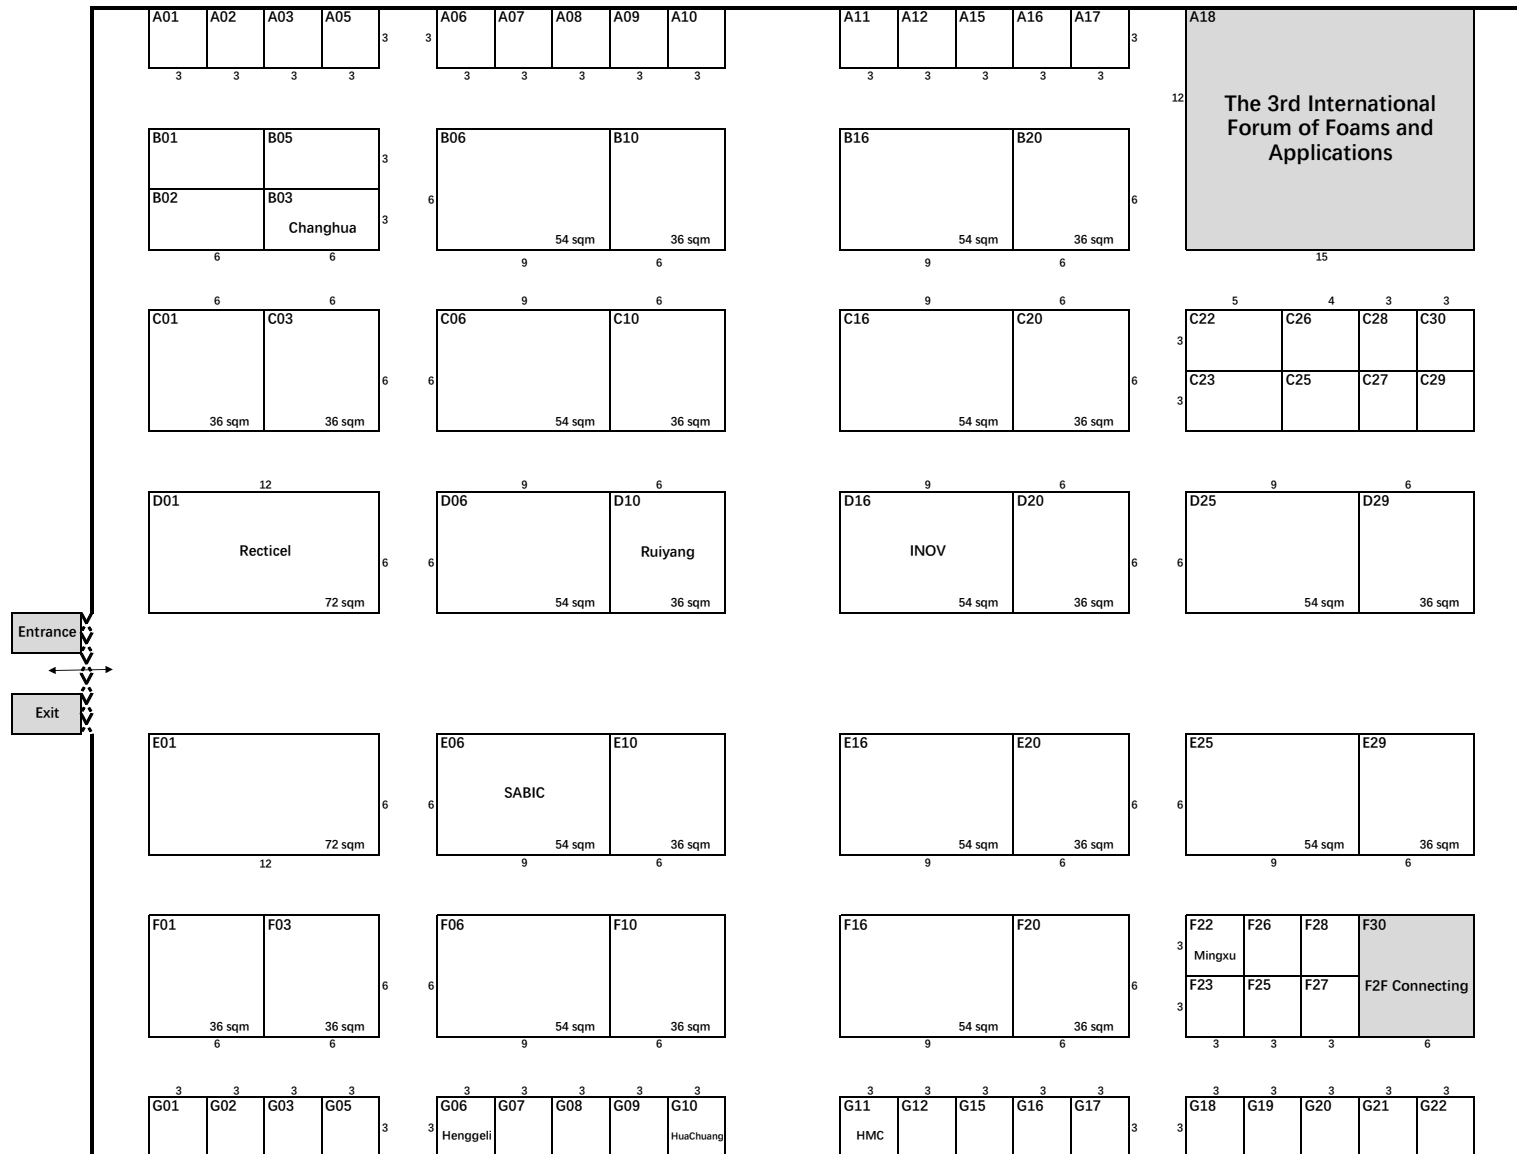 A01 A02 A03 A05 A06 A07 A08 A09 A10 A11 A12 A15 A16 A17 A18
3 3 3
3 3 3 3 3 3 3 3 3 3 3 3 3 3
12
The 3rd International
Forum of Foams and
Applications
B01 B05 B06 B10 B16 B20
3
B02 B03 6 6
Changhua 3
54 sqm 36 sqm 54 sqm 36 sqm
6 6 9 6 9 6 15
6 6 9 6 9 6 5 4 3 3
C01 C03 C06 C10 C16 C20 C22 C26 C28 C30
3
6 6 6 C23 C25 C27 C29
3
36 sqm 36 sqm 54 sqm 36 sqm 54 sqm 36 sqm
12 9 6 9 6 9 6
D01 D06 D10 D16 D20 D25 D29
Recticel Ruiyang INOV
6 6 6 6
72 sqm 54 sqm 36 sqm 54 sqm 36 sqm 54 sqm 36 sqm
Entrance
Exit
E01 E06 E10 E16 E20 E25 E29
SABIC
6 6 6 6
72 sqm 54 sqm 36 sqm 54 sqm 36 sqm 54 sqm 36 sqm
12 9 6 9 6 9 6
F01 F03 F06 F10 F16 F20 F22 F26 F28 F30
3 Mingxu
6 6 6 F23 F25 F27 F2F Connecting
3
36 sqm 36 sqm 54 sqm 36 sqm 54 sqm 36 sqm
6 6 9 6 9 6 3 3 3 6
3 3 3 3 3 3 3 3 3 3 3 3 3 3 3 3 3 3 3
G01 G02 G03 G05 G06 G07 G08 G09 G10 G11 G12 G15 G16 G17 G18 G19 G20 G21 G22
3 3 Henggeli HuaChuang HMC 3 3